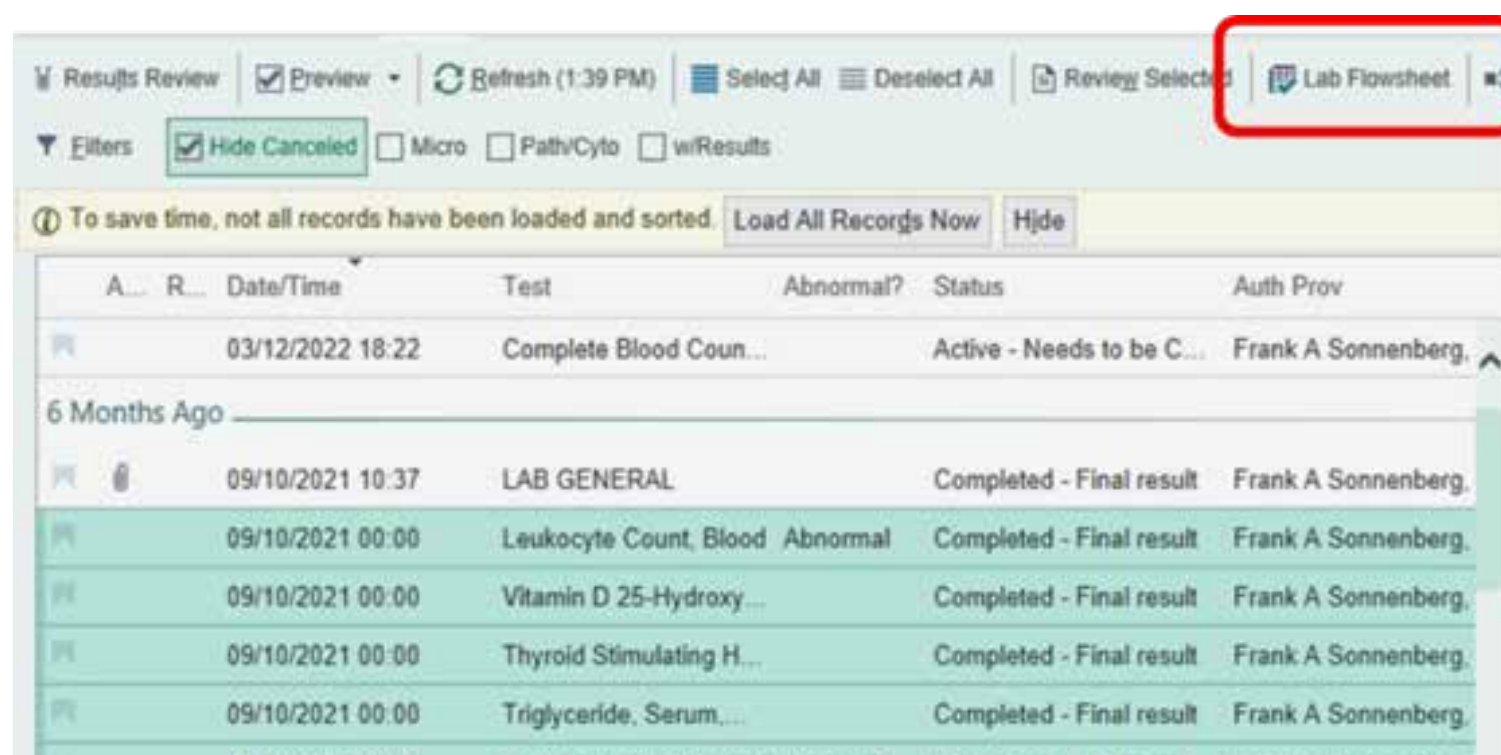 Results Review Preview Refresh (1:39 PM) Select All Deselect All Review Selected Lab Flowsheet
Filters Hide Canceled Micro Path/Cyto w/Results
To save time, not all records have been loaded and sorted. Load All Records Now Hide
A... R... Date/Time Test Abnormal? Status Auth Prov
03/12/2022 18:22 Complete Blood Coun... Active - Needs to be C... Frank A Sonnenberg,
6 Months Ago
09/10/2021 10:37 LAB GENERAL Completed - Final result Frank A Sonnenberg,
09/10/2021 00:00 Leukocyte Count, Blood Abnormal Completed - Final result Frank A Sonnenberg,
09/10/2021 00:00 Vitamin D 25-Hydroxy... Completed - Final result Frank A Sonnenberg,
09/10/2021 00:00 Thyroid Stimulating H... Completed - Final result Frank A Sonnenberg,
09/10/2021 00:00 Triglyceride, Serum,... Completed - Final result Frank A Sonnenberg,